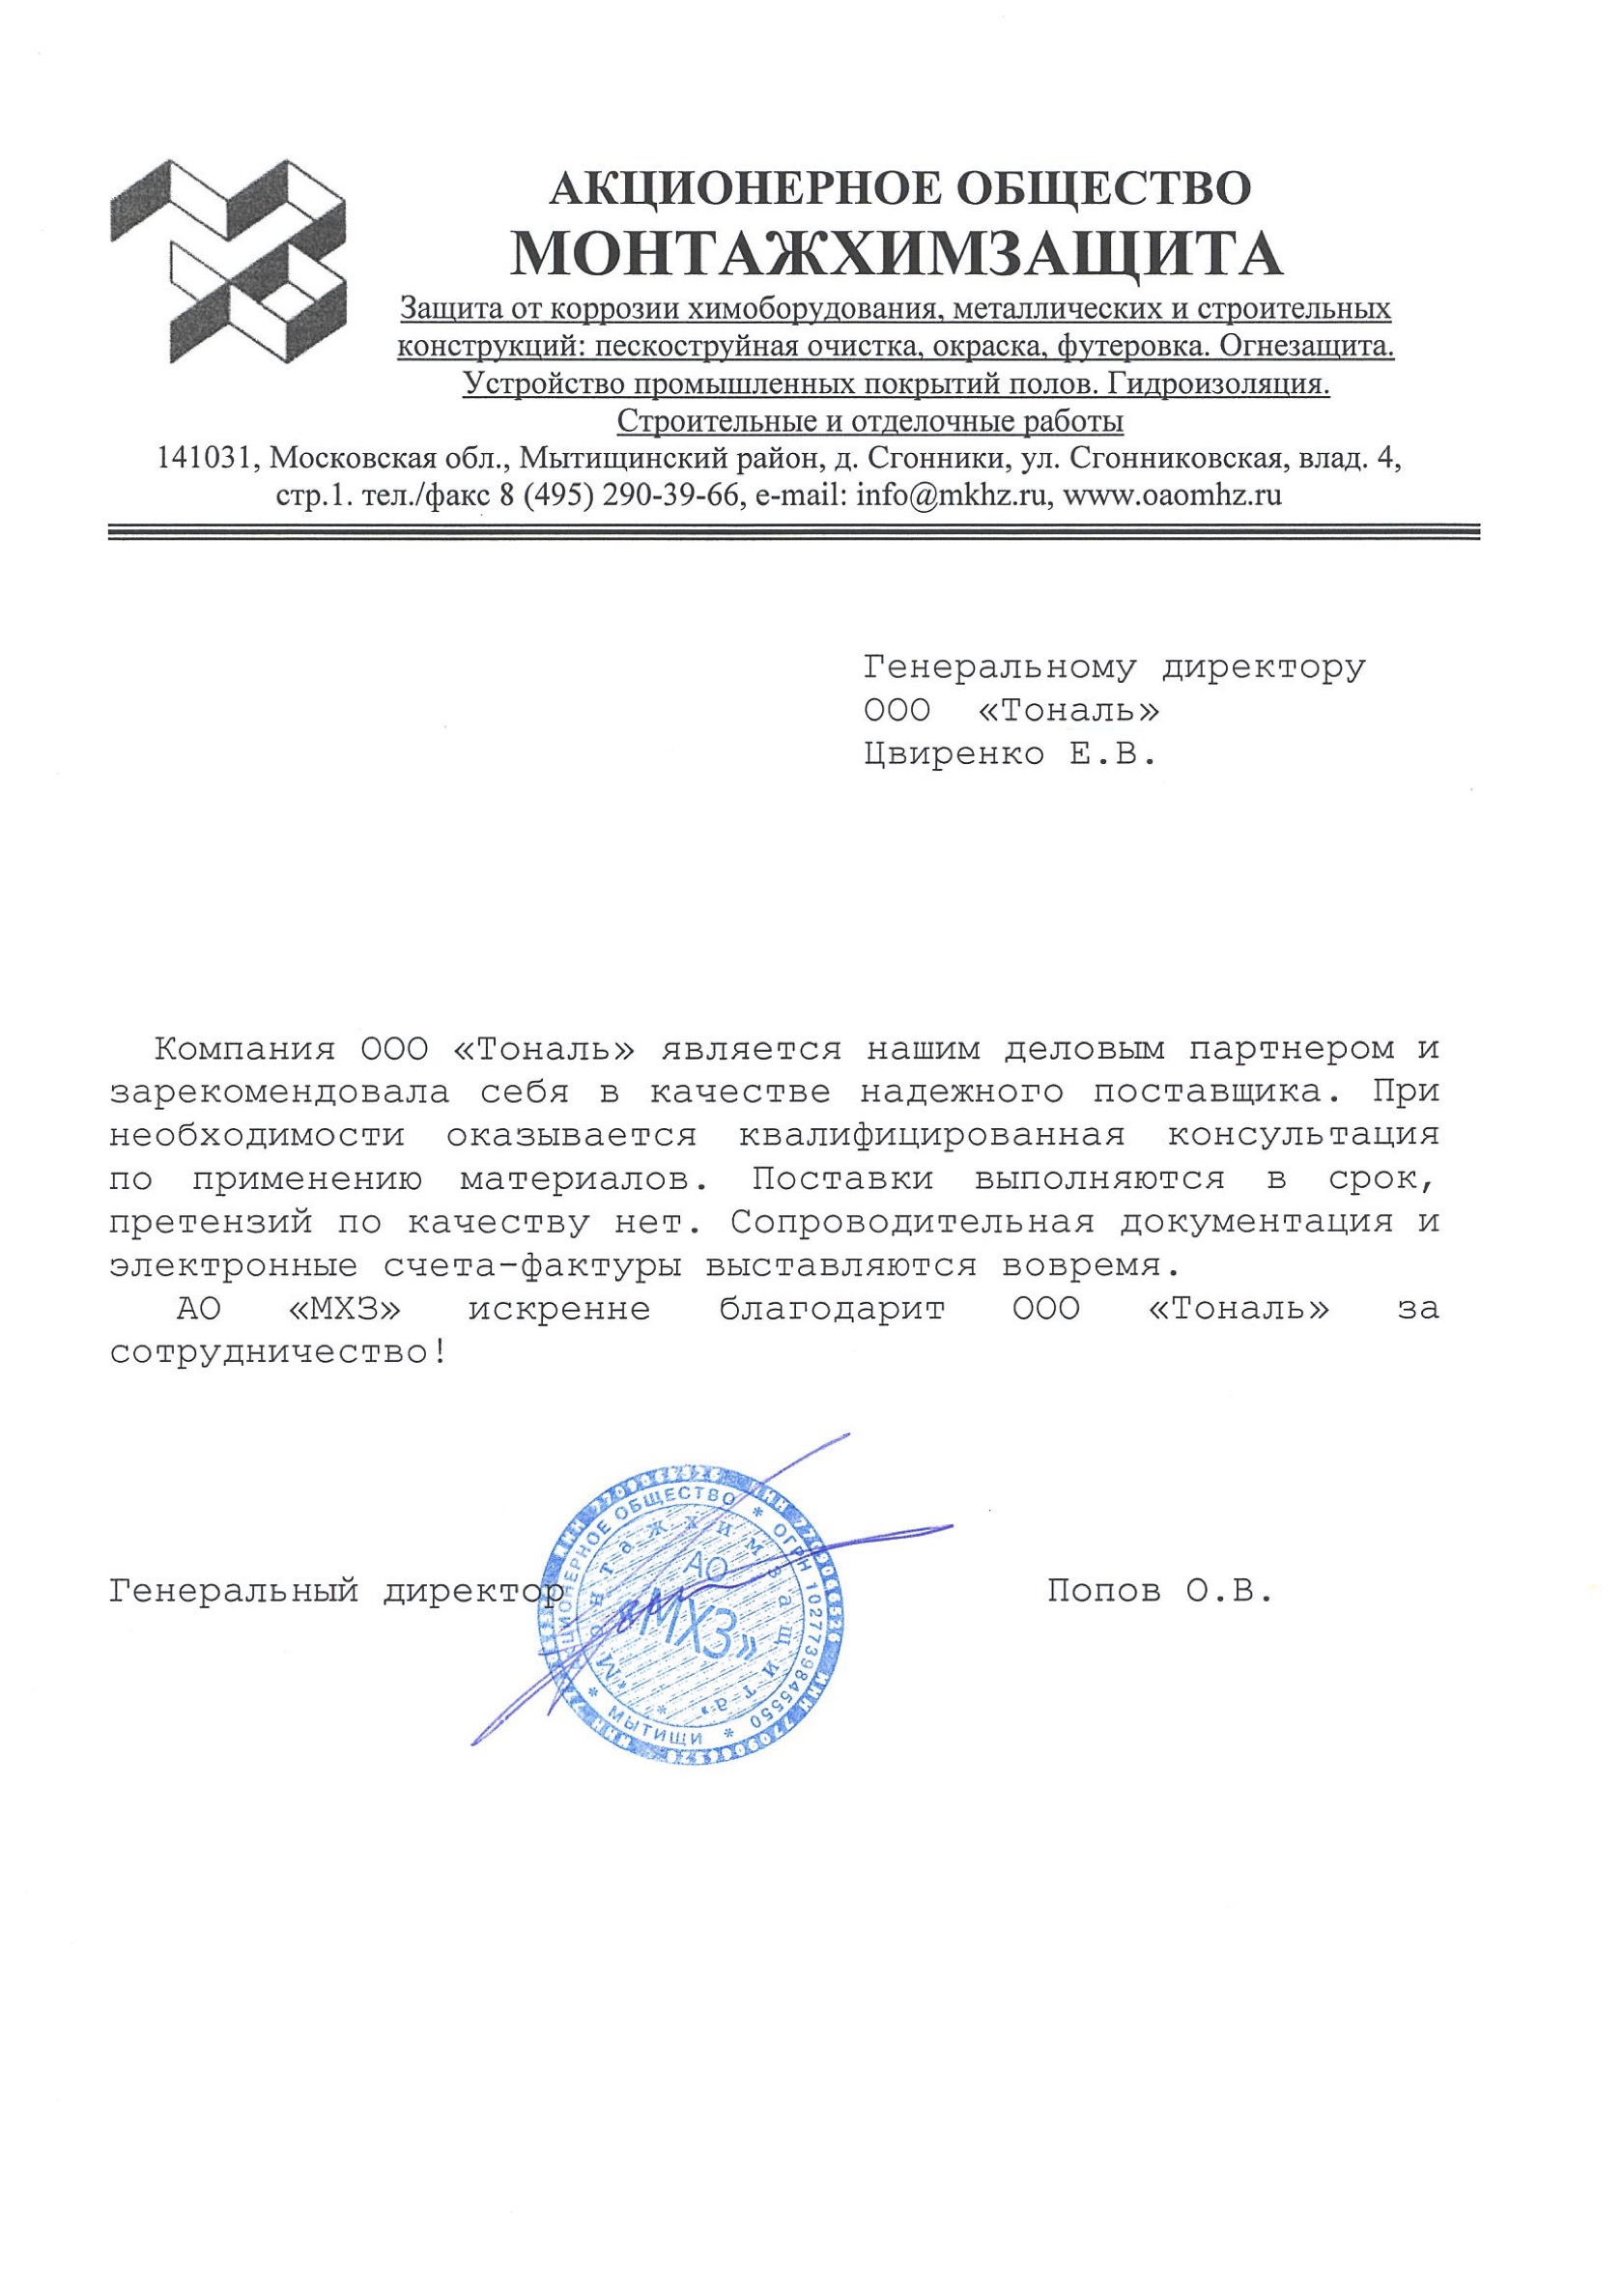 АКЦИОНЕРНОЕ ОБЩЕСТВО
МОНТАЖХИМЗАЩИТА
Защита от коррозии химоборудования, металлических и строительных
конструкций: пескоструйная очистка, окраска, футеровка. Огнезащита.
Устройство промышленных покрытий полов. Гидроизоляция.
Строительные и отделочные работы
141031, Московская обл., Мытищинский район, д. Сгонники, ул. Сгонниковская, влад. 4,
стр.1. тел./факс 8 (495) 290-39-66, e-mail: info@mkhz.ru, www.oaomhz.ru
Генеральному директору
ООО «Тональ»
Цвиренко Е.В.
Компания ООО «Тональ» является нашим деловым партнером и
зарекомендовала себя в качестве надежного поставщика. При
необходимости оказывается квалифицированная консультация
по применению материалов. Поставки выполняются в срок,
претензий по качеству нет. Сопроводительная документация и
электронные счета-фактуры выставляются вовремя.
АО «МХЗ» искренне благодарит ООО «Тональ» за
сотрудничество!
Генеральный директор
Попов О.В.
АКЦИОНЕРНОЕ ОБЩЕСТВО * ОГРН 1027739845550 * МЫТИЩИ *
«Монтажхимзащита» *
АО
«МХЗ»